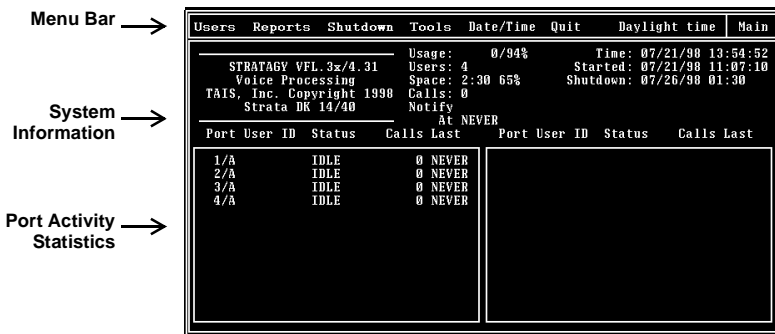 Menu Bar
Users Reports Shutdown Tools Date/Time Quit Daylight time Main
STRATAGY VFL.3x/4.31
Voice Processing
TAIS, Inc. Copyright 1998
Strata DK 14/40
Usage: 0/94%
Users: 4
Space: 2:30 65%
Calls: 0
Notify
At NEVER
Time: 07/21/98 13:54:52
Started: 07/21/98 11:07:10
Shutdown: 07/26/98 01:30
System
Information
Port User ID Status Calls Last Port User ID Status Calls Last
1/A IDLE 0 NEVER
2/A IDLE 0 NEVER
3/A IDLE 0 NEVER
4/A IDLE 0 NEVER
Port Activity
Statistics